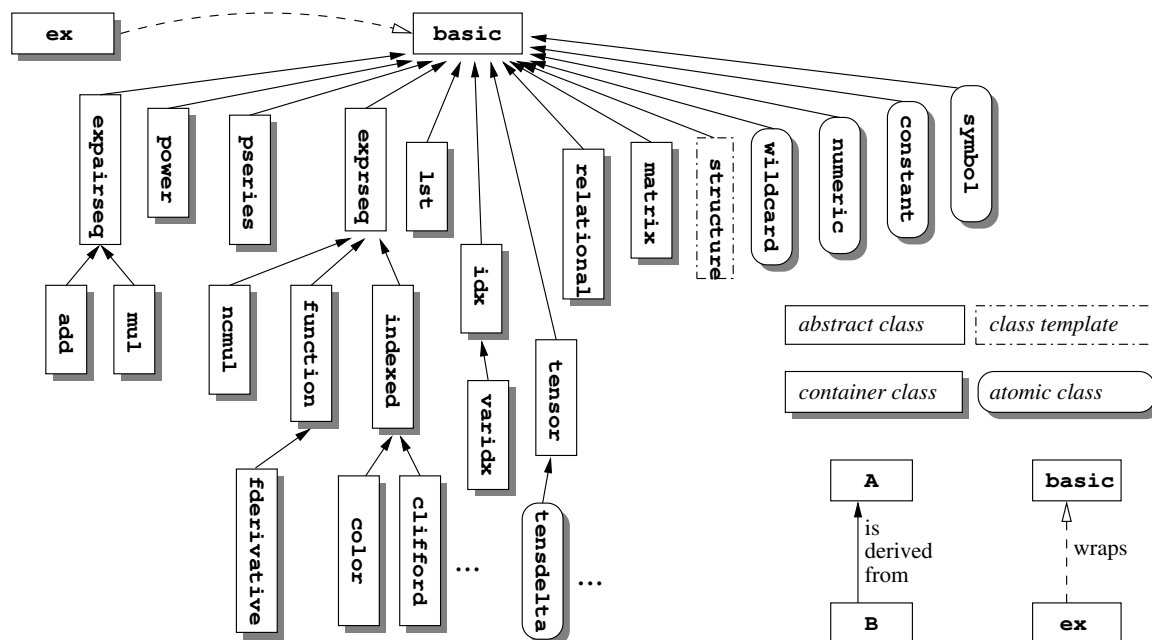 ex
basic
expairseq
power
pseries
exprseq
lst
idx
tensor
relational
matrix
structure
wildcard
numeric
constant
symbol
add
mul
ncmul
function
indexed
varidx
fderivative
color
clifford
...
tensdelta
...
abstract class
class template
container class
atomic class
A
is
derived
from
B
basic
wraps
ex